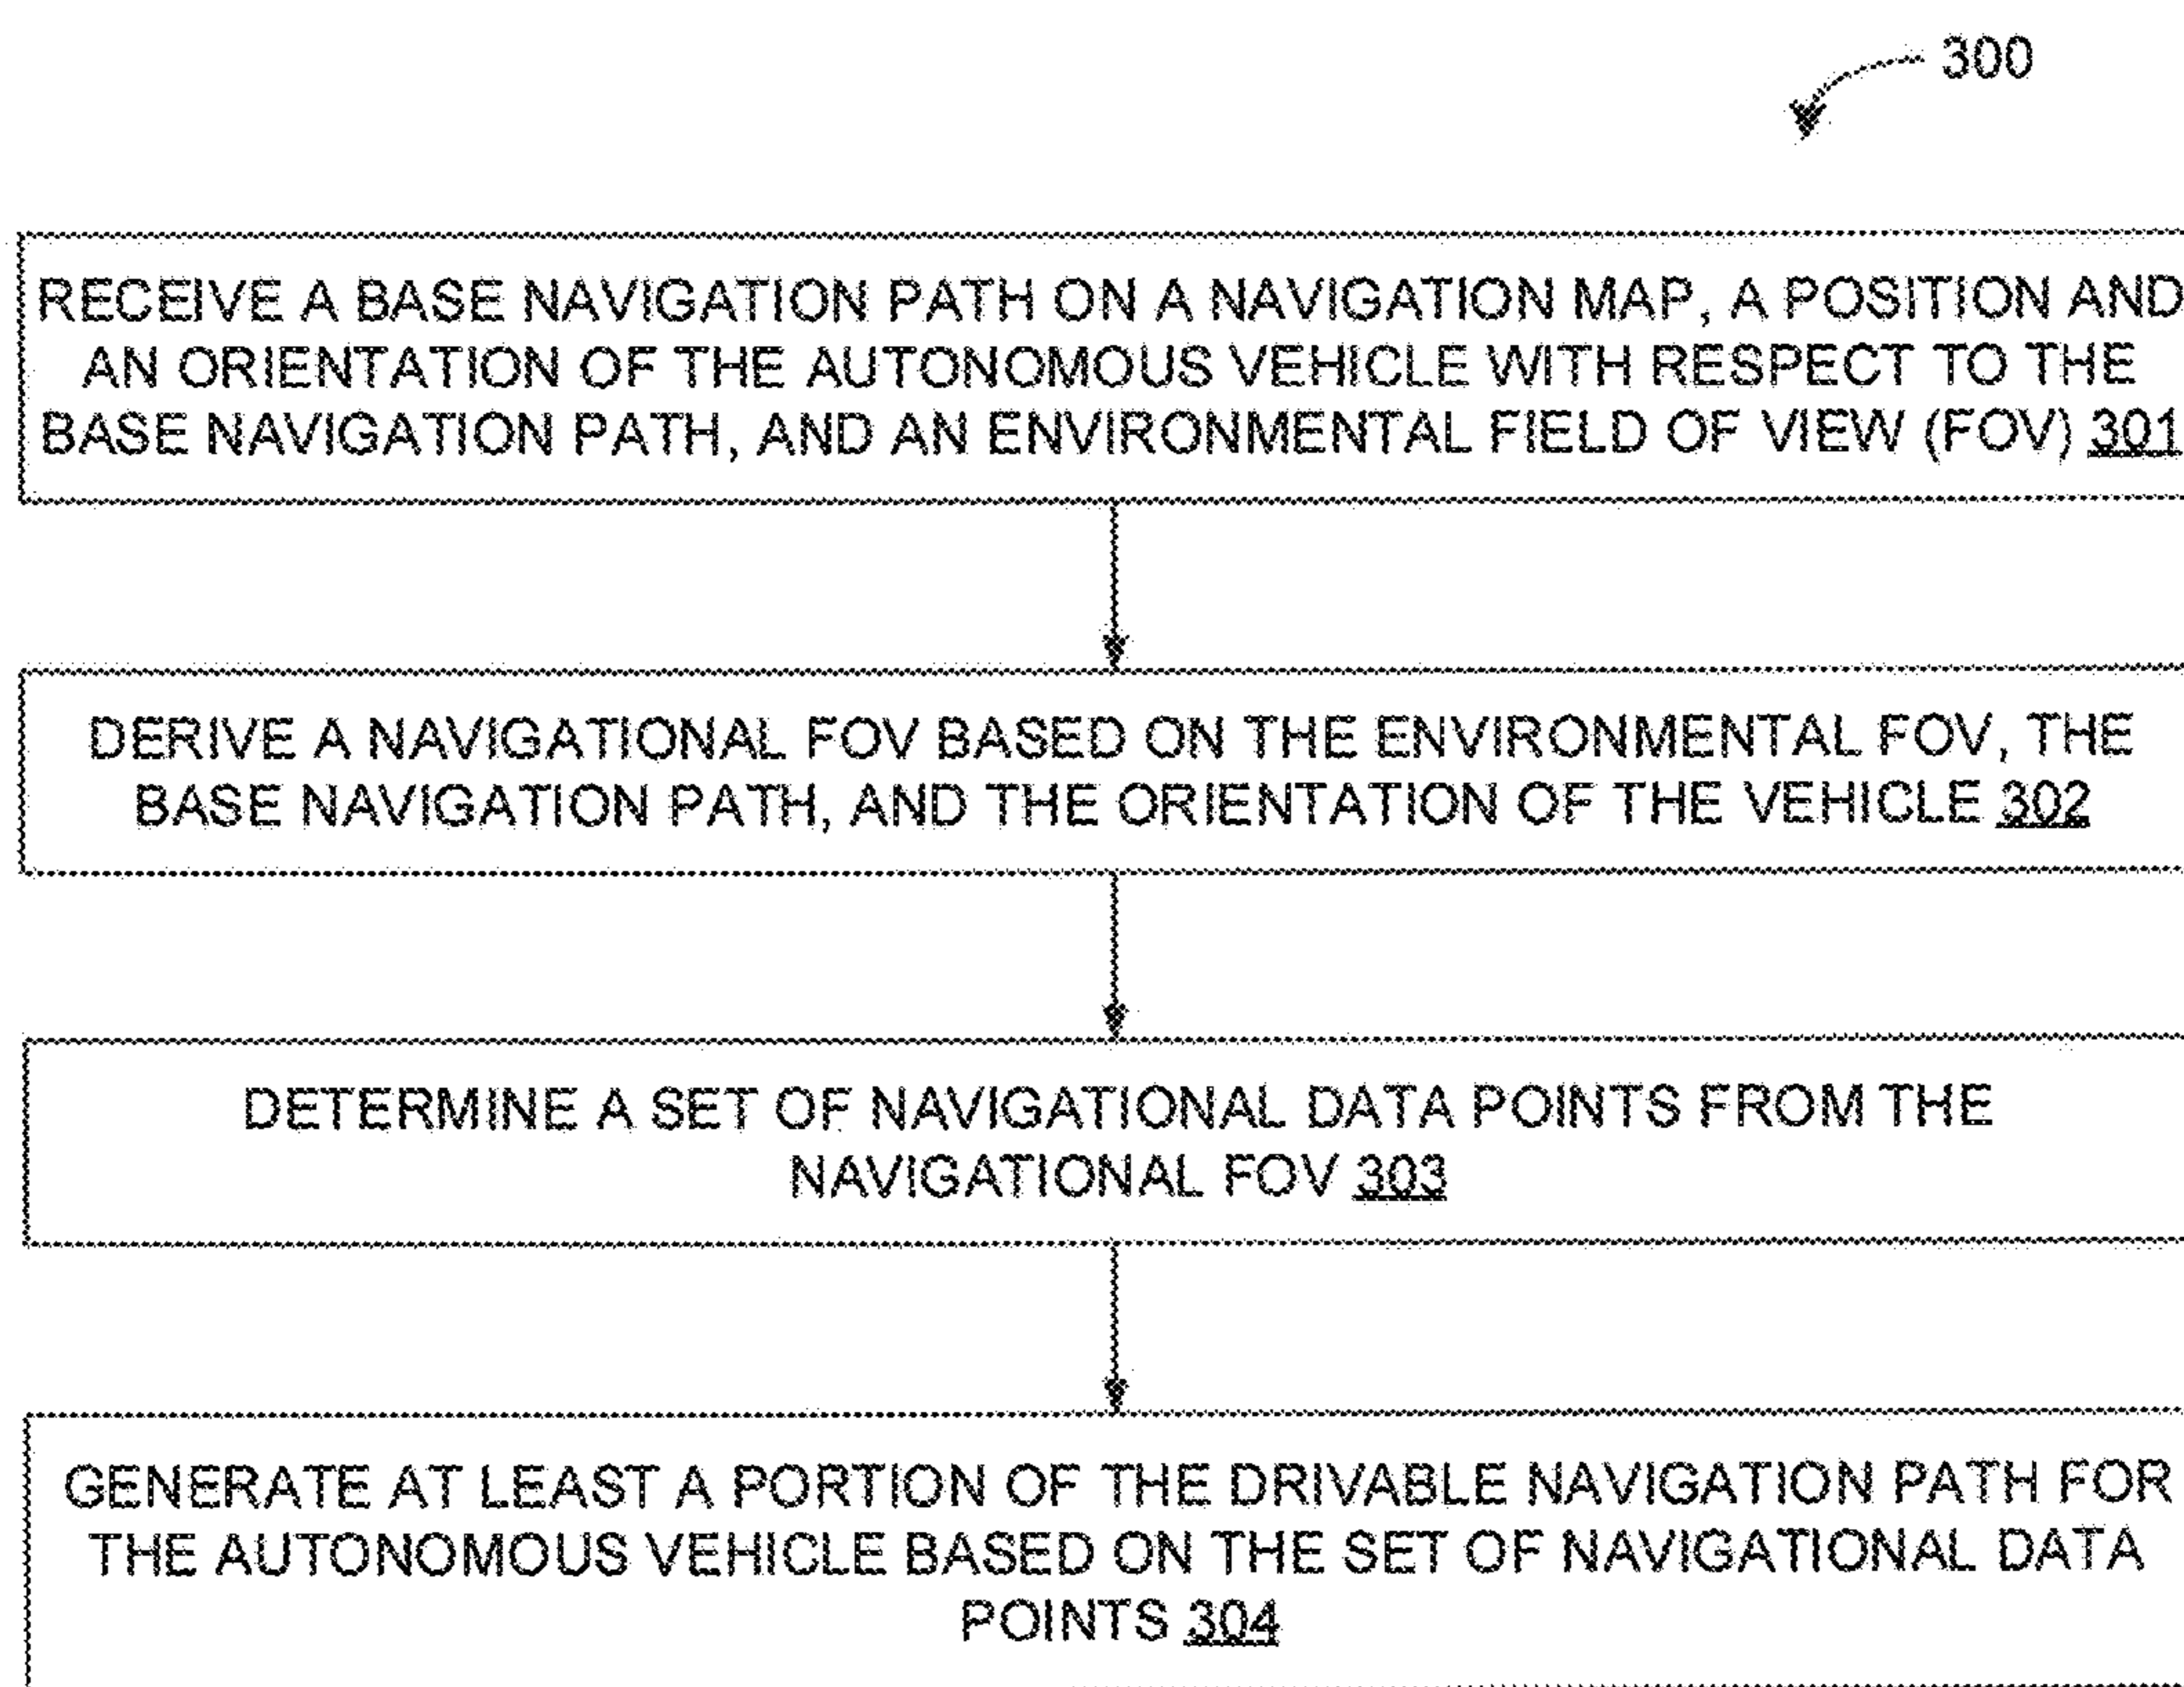 300
RECEIVE A BASE NAVIGATION PATH ON A NAVIGATION MAP, A POSITION AND
AN ORIENTATION OF THE AUTONOMOUS VEHICLE WITH RESPECT TO THE
BASE NAVIGATION PATH, AND AN ENVIRONMENTAL FIELD OF VIEW (FOV) 301
DERIVE A NAVIGATIONAL FOV BASED ON THE ENVIRONMENTAL FOV, THE
BASE NAVIGATION PATH, AND THE ORIENTATION OF THE VEHICLE 302
DETERMINE A SET OF NAVIGATIONAL DATA POINTS FROM THE
NAVIGATIONAL FOV 303
GENERATE AT LEAST A PORTION OF THE DRIVABLE NAVIGATION PATH FOR
THE AUTONOMOUS VEHICLE BASED ON THE SET OF NAVIGATIONAL DATA
POINTS 304